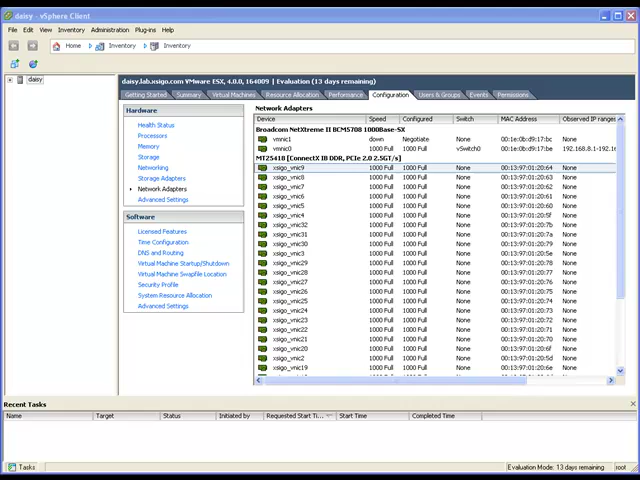 daisy - vSphere Client
File Edit View Inventory Administration Plug-ins Help
Home Inventory Inventory
daisy
daisy.lab.xsigo.com VMware ESX, 4.0.0, 164009 | Evaluation (13 days remaining)
Getting Started Summary Virtual Machines Resource Allocation Performance Configuration Users & Groups Events Permissions
Hardware
Health Status
Processors
Memory
Storage
Networking
Storage Adapters
Network Adapters
Advanced Settings
Software
Licensed Features
Time Configuration
DNS and Routing
Virtual Machine Startup/Shutdown
Virtual Machine Swapfile Location
Security Profile
System Resource Allocation
Advanced Settings
Network Adapters
Device Speed Configured Switch MAC Address Observed IP ranges
Broadcom NetXtreme II BCM5708 1000Base-SX
vmnic1 down Negotiate None 00:1e:0b:d9:17:bc None
vmnic0 1000 Full 1000 Full vSwitch0 00:1e:0b:d9:17:be 192.168.8.1-192.16
MT25418 [ConnectX IB DDR, PCIe 2.0 2.5GT/s]
xsigo_vnic9 1000 Full 1000 Full None 00:13:97:01:20:64 None
xsigo_vnic8 1000 Full 1000 Full None 00:13:97:01:20:63 None
xsigo_vnic7 1000 Full 1000 Full None 00:13:97:01:20:62 None
xsigo_vnic6 1000 Full 1000 Full None 00:13:97:01:20:61 None
xsigo_vnic5 1000 Full 1000 Full None 00:13:97:01:20:60 None
xsigo_vnic4 1000 Full 1000 Full None 00:13:97:01:20:5f None
xsigo_vnic32 1000 Full 1000 Full None 00:13:97:01:20:7b None
xsigo_vnic31 1000 Full 1000 Full None 00:13:97:01:20:7a None
xsigo_vnic30 1000 Full 1000 Full None 00:13:97:01:20:79 None
xsigo_vnic3 1000 Full 1000 Full None 00:13:97:01:20:5e None
xsigo_vnic29 1000 Full 1000 Full None 00:13:97:01:20:78 None
xsigo_vnic28 1000 Full 1000 Full None 00:13:97:01:20:77 None
xsigo_vnic27 1000 Full 1000 Full None 00:13:97:01:20:76 None
xsigo_vnic26 1000 Full 1000 Full None 00:13:97:01:20:75 None
xsigo_vnic25 1000 Full 1000 Full None 00:13:97:01:20:74 None
xsigo_vnic24 1000 Full 1000 Full None 00:13:97:01:20:73 None
xsigo_vnic23 1000 Full 1000 Full None 00:13:97:01:20:72 None
xsigo_vnic22 1000 Full 1000 Full None 00:13:97:01:20:71 None
xsigo_vnic21 1000 Full 1000 Full None 00:13:97:01:20:70 None
xsigo_vnic20 1000 Full 1000 Full None 00:13:97:01:20:6f None
xsigo_vnic2 1000 Full 1000 Full None 00:13:97:01:20:5d None
xsigo_vnic19 1000 Full 1000 Full None 00:13:97:01:20:6e None
Recent Tasks
Name Target Status Initiated by Requested Start Ti... Start Time Completed Time
Tasks Evaluation Mode: 13 days remaining root